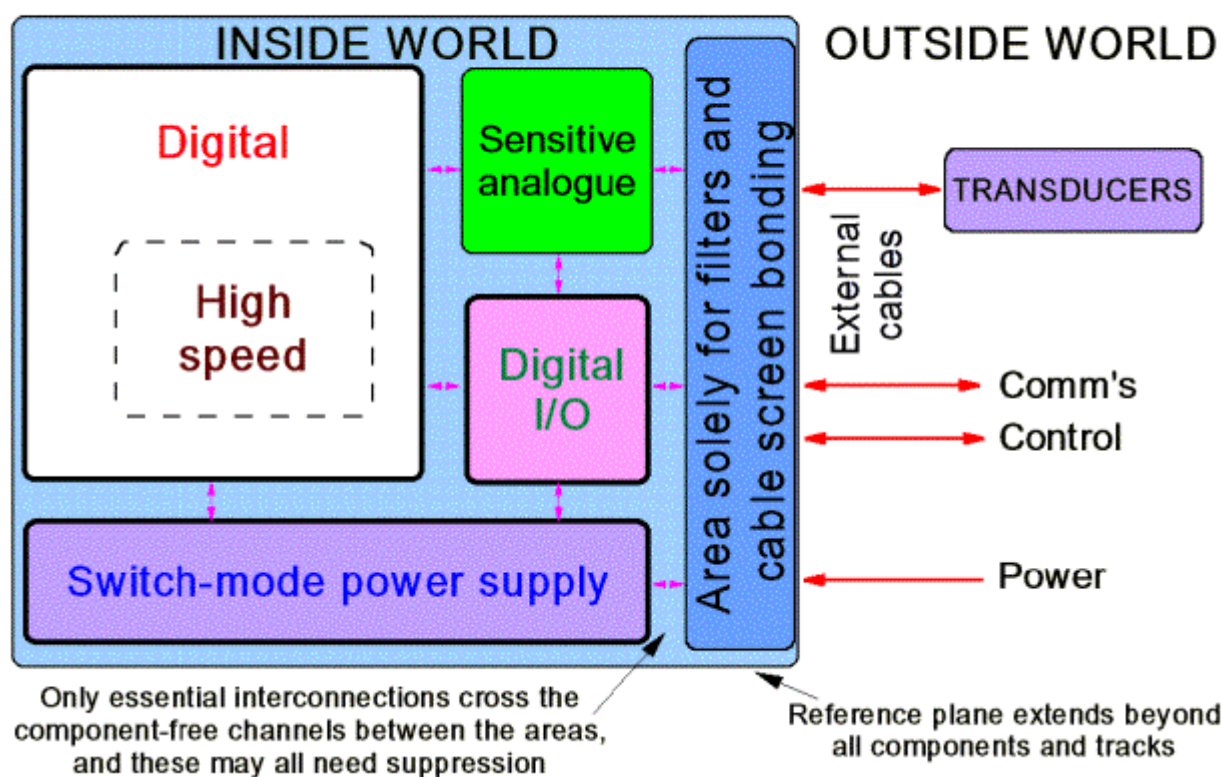 INSIDE WORLD
OUTSIDE WORLD
Digital
High
speed
Sensitive
analogue
Digital
I/O
Switch-mode power supply
Area solely for filters and
cable screen bonding
TRANSDUCERS
External
cables
Comm's
Control
Power
Only essential interconnections cross the
component-free channels between the areas,
and these may all need suppression
Reference plane extends beyond
all components and tracks